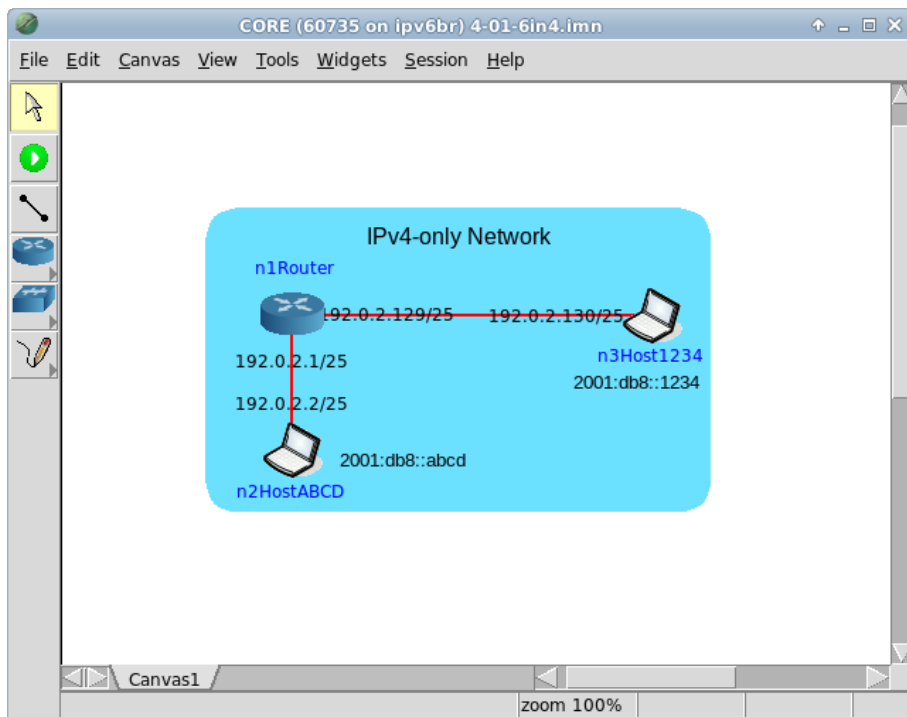 CORE (60735 on ipv6br) 4-01-6in4.imn
File Edit Canvas View Tools Widgets Session Help
IPv4-only Network
n1Router
192.0.2.129/25 192.0.2.130/25
n3Host1234
192.0.2.1/25
2001:db8::1234
192.0.2.2/25
2001:db8::abcd
n2HostABCD
Canvas1
zoom 100%